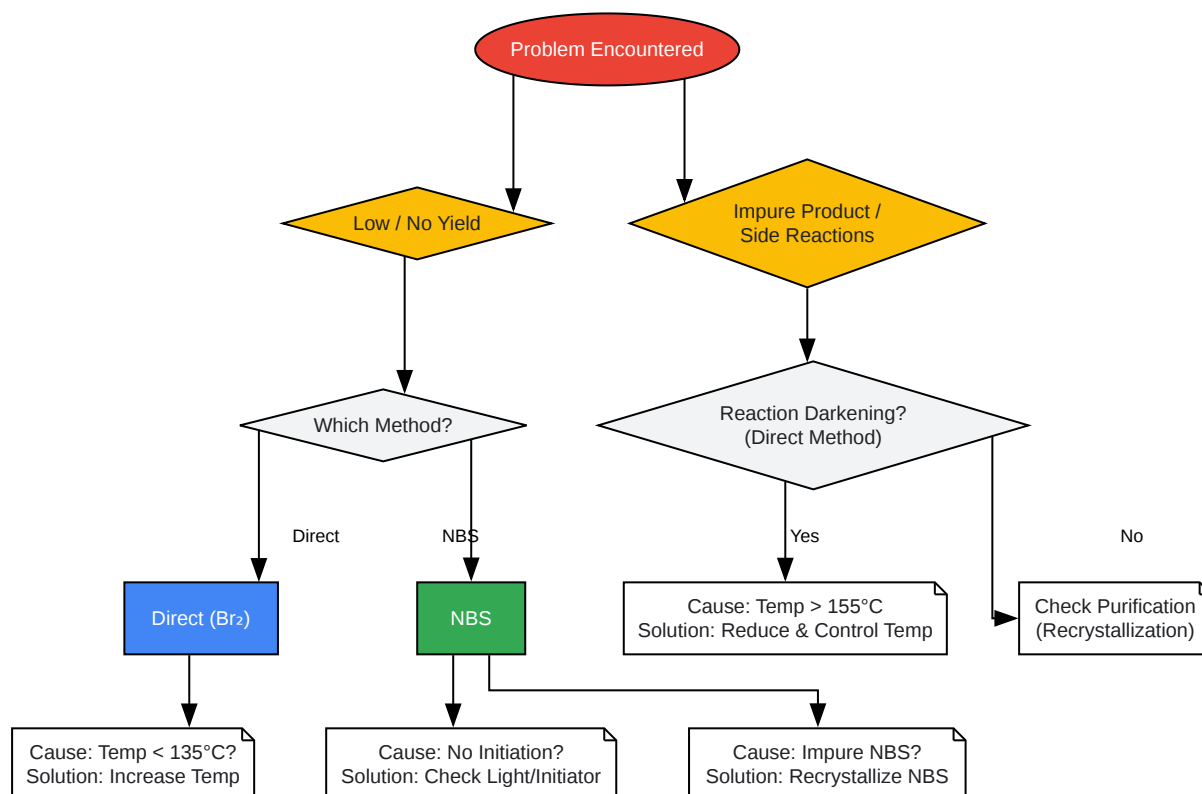 Problem Encountered
Low / No Yield
Impure Product /
Side Reactions
Which Method?
Reaction Darkening?
(Direct Method)
Direct
NBS
Yes
No
Direct (Br₂)
NBS
Cause: Temp > 155°C
Solution: Reduce & Control Temp
Check Purification
(Recrystallization)
Cause: Temp < 135°C?
Solution: Increase Temp
Cause: No Initiation?
Solution: Check Light/Initiator
Cause: Impure NBS?
Solution: Recrystallize NBS